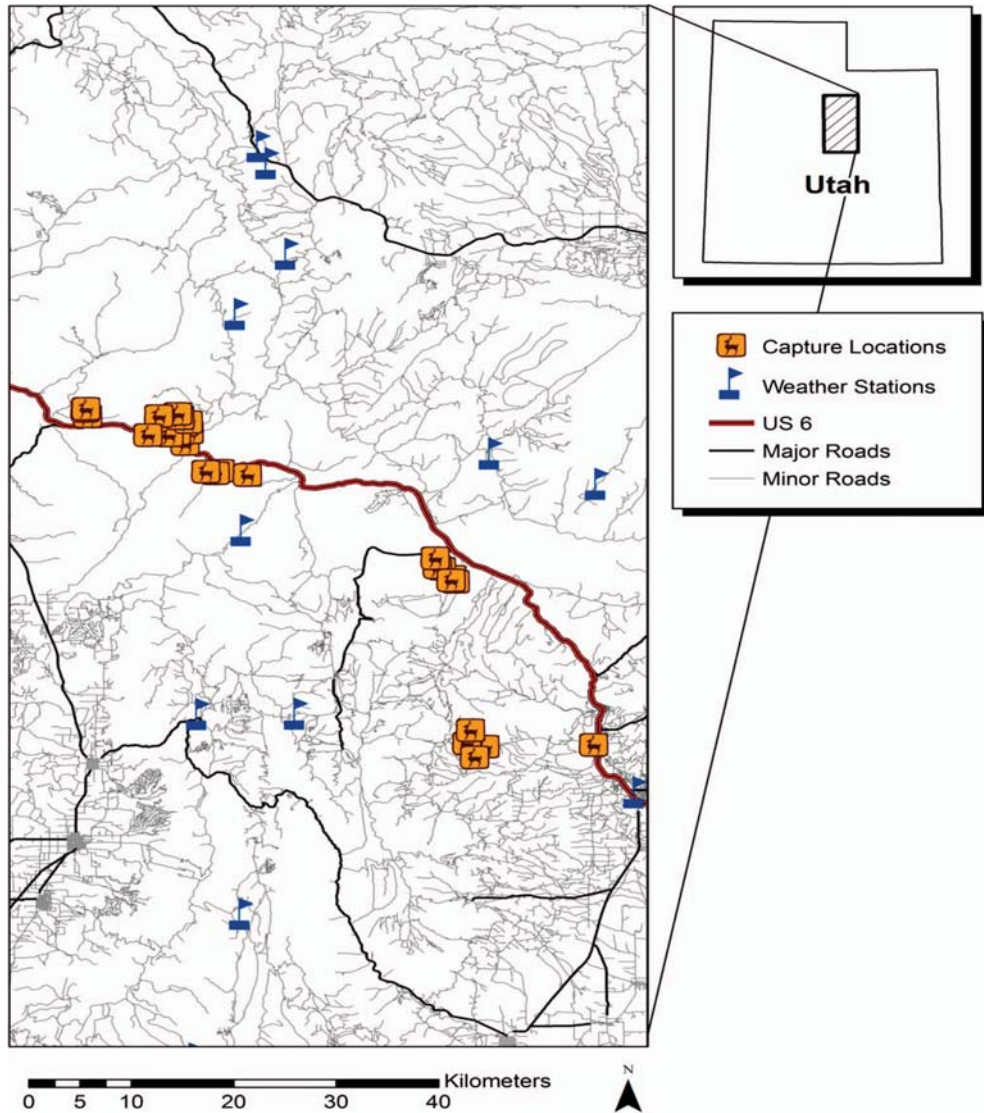 Utah
Capture Locations
Weather Stations
US 6
Major Roads
Minor Roads
Kilometers
0 5 10 20 30 40
N